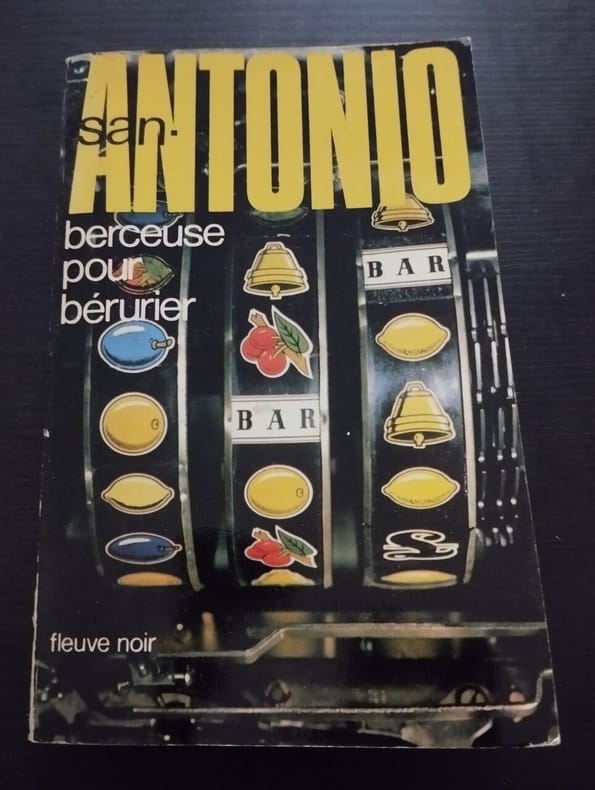 san-
ANTONIO
berceuse
pour
bérurier
BAR
BAR
fleuve noir